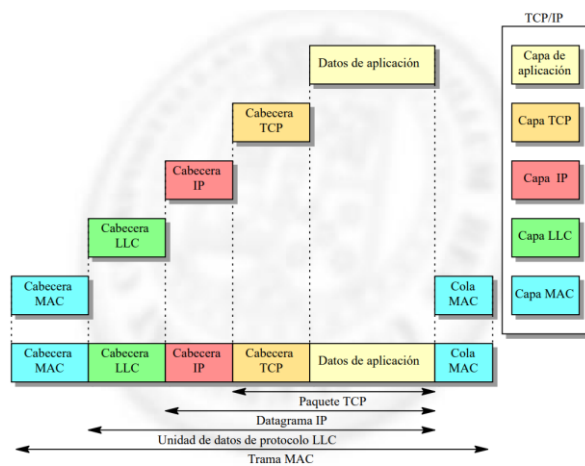 TCP/IP
Datos de aplicación
Capa de
aplicación
Cabecera
TCP
Capa TCP
Cabecera
IP
Capa IP
Cabecera
LLC
Capa LLC
Cabecera
MAC
Cola
MAC
Capa MAC
Cabecera
MAC
Cabecera
LLC
Cabecera
IP
Cabecera
TCP
Datos de aplicación
Cola
MAC
Paquete TCP
Datagrama IP
Unidad de datos de protocolo LLC
Trama MAC